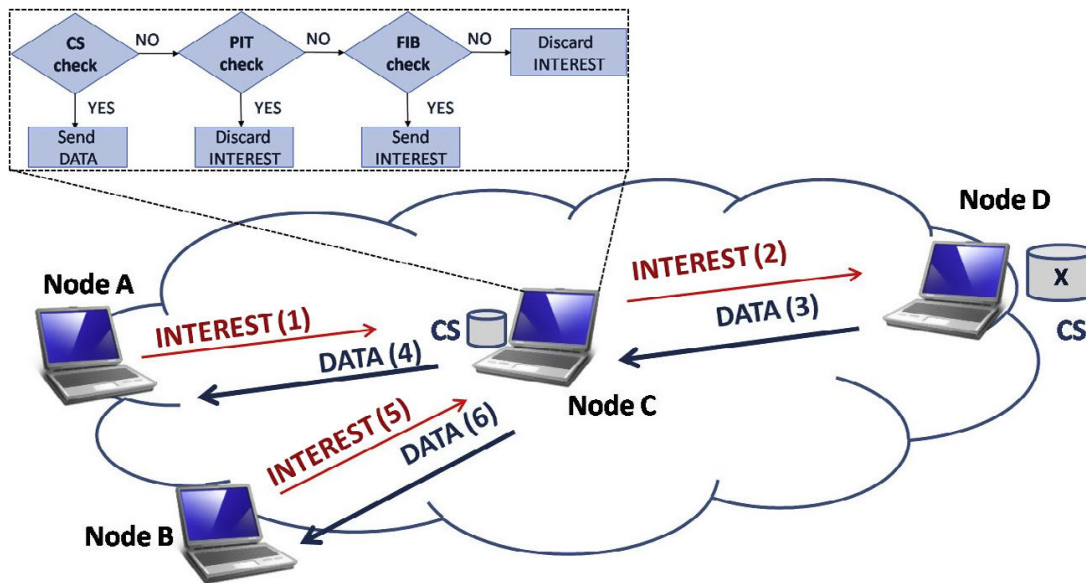 CS
check
NO
PIT
check
NO
FIB
check
NO
Discard
INTEREST
YES
YES
YES
Send
DATA
Discard
INTEREST
Send
INTEREST
Node D
Node A
INTEREST (2)
X
INTEREST (1)
CS
DATA (3)
CS
DATA (4)
Node C
INTEREST (5)
DATA (6)
Node B